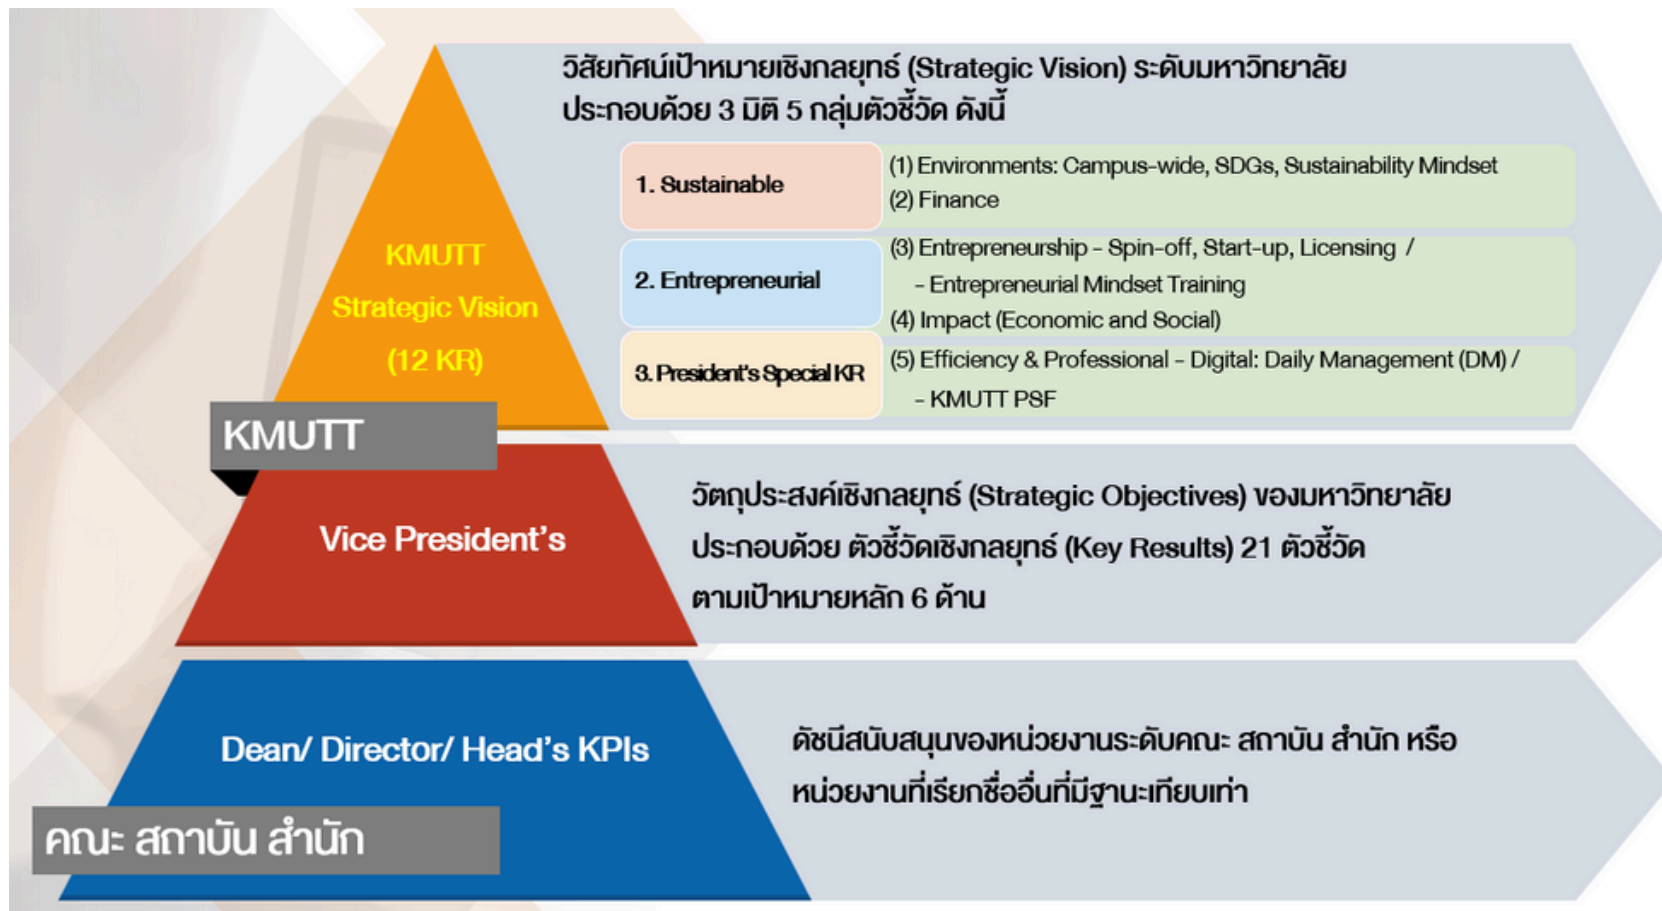 วิสัยทัศน์เป้าหมายเชิงกลยุทธ์ (Strategic Vision) ระดับมหาวิทยาลัย
ประกอบด้วย 3 มิติ 5 กลุ่มตัวชี้วัด ดังนี้
1. Sustainable
(1) Environments: Campus-wide, SDGs, Sustainability Mindset
(2) Finance
2. Entrepreneurial
(3) Entrepreneurship - Spin-off, Start-up, Licensing /
- Entrepreneurial Mindset Training
(4) Impact (Economic and Social)
3. President's Special KR
(5) Efficiency & Professional - Digital: Daily Management (DM) /
- KMUTT PSF
KMUTT
Strategic Vision
(12 KR)
KMUTT
Vice President’s
วัตถุประสงค์เชิงกลยุทธ์ (Strategic Objectives) ของมหาวิทยาลัย
ประกอบด้วย ตัวชี้วัดเชิงกลยุทธ์ (Key Results) 21 ตัวชี้วัด
ตามเป้าหมายหลัก 6 ด้าน
Dean/ Director/ Head’s KPIs
ดัชนีสนับสนุนของหน่วยงานระดับคณะ สถาบัน สำนัก หรือ
หน่วยงานที่เรียกชื่ออื่นที่มีฐานะเทียบเท่า
คณะ สถาบัน สำนัก